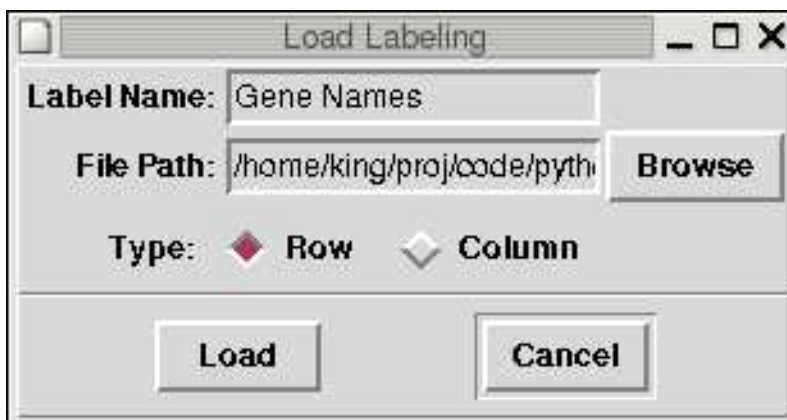 Load Labeling
Label Name: Gene Names
File Path: /home/king/proj/code/pyth Browse
Type: Row Column
Load Cancel